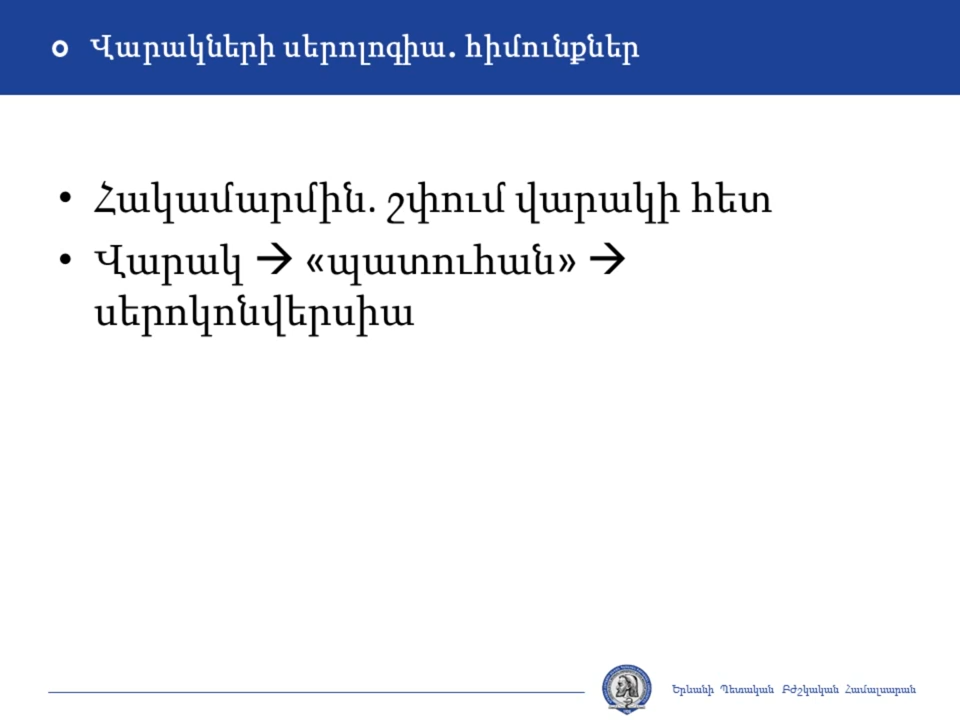 Վարակների սերոլոգիա. հիմունքներ
• Հակամարմին. շփում վարակի հետ
• Վարակ → «պատուհան» →
սերոկոնվերսիա
Երևանի Պետական Բժշկական Համալսարան